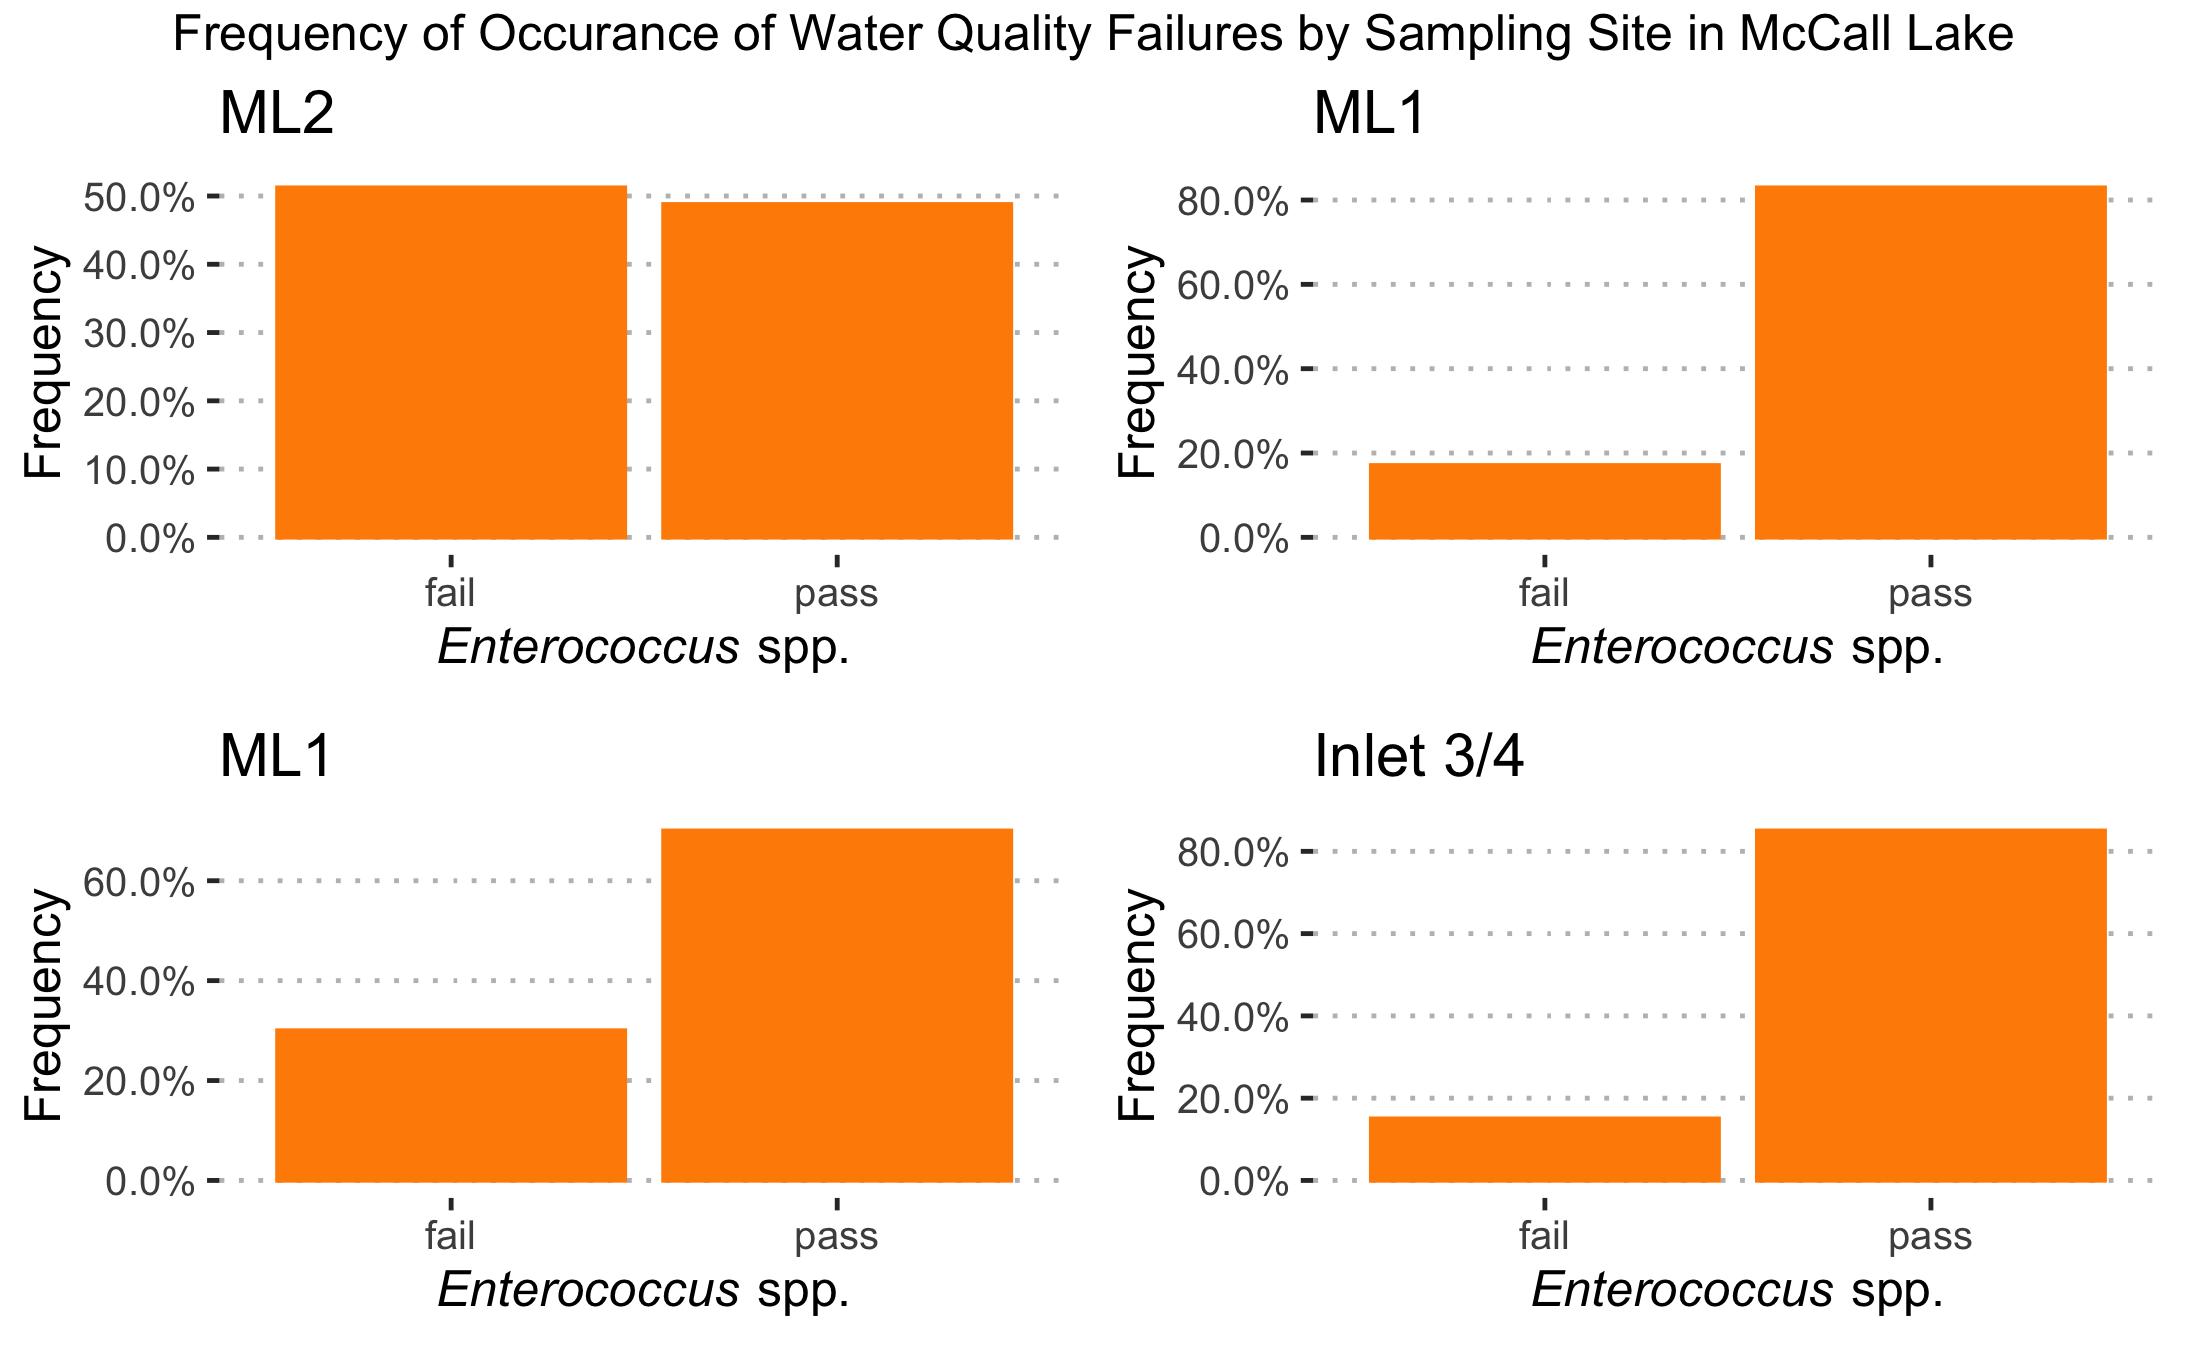 Frequency of Occurance of Water Quality Failures by Sampling Site in McCall Lake
ML2
Frequency
50.0%
40.0%
30.0%
20.0%
10.0%
0.0%
fail pass
Enterococcus spp.
ML1
Frequency
80.0%
60.0%
40.0%
20.0%
0.0%
fail pass
Enterococcus spp.
ML1
Frequency
60.0%
40.0%
20.0%
0.0%
fail pass
Enterococcus spp.
Inlet 3/4
Frequency
80.0%
60.0%
40.0%
20.0%
0.0%
fail pass
Enterococcus spp.